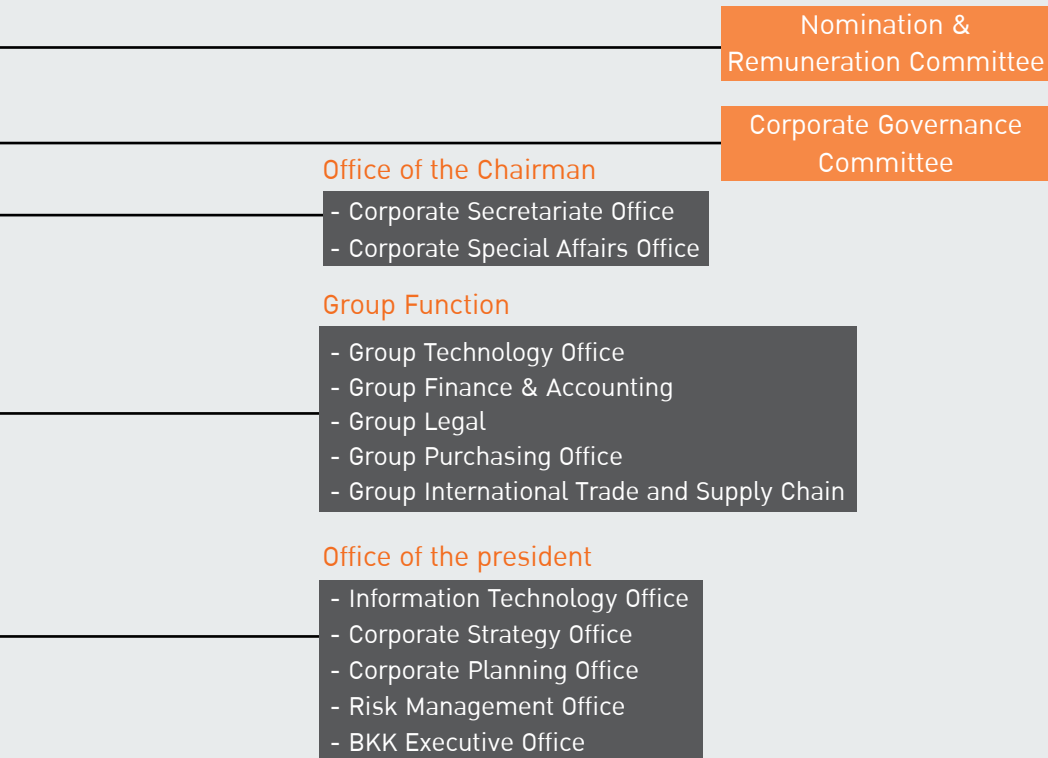 Nomination &
Remuneration Committee
Corporate Governance
Committee
Office of the Chairman
- Corporate Secretariate Office
- Corporate Special Affairs Office
Group Function
- Group Technology Office
- Group Finance & Accounting
- Group Legal
- Group Purchasing Office
- Group International Trade and Supply Chain
Office of the president
- Information Technology Office
- Corporate Strategy Office
- Corporate Planning Office
- Risk Management Office
- BKK Executive Office